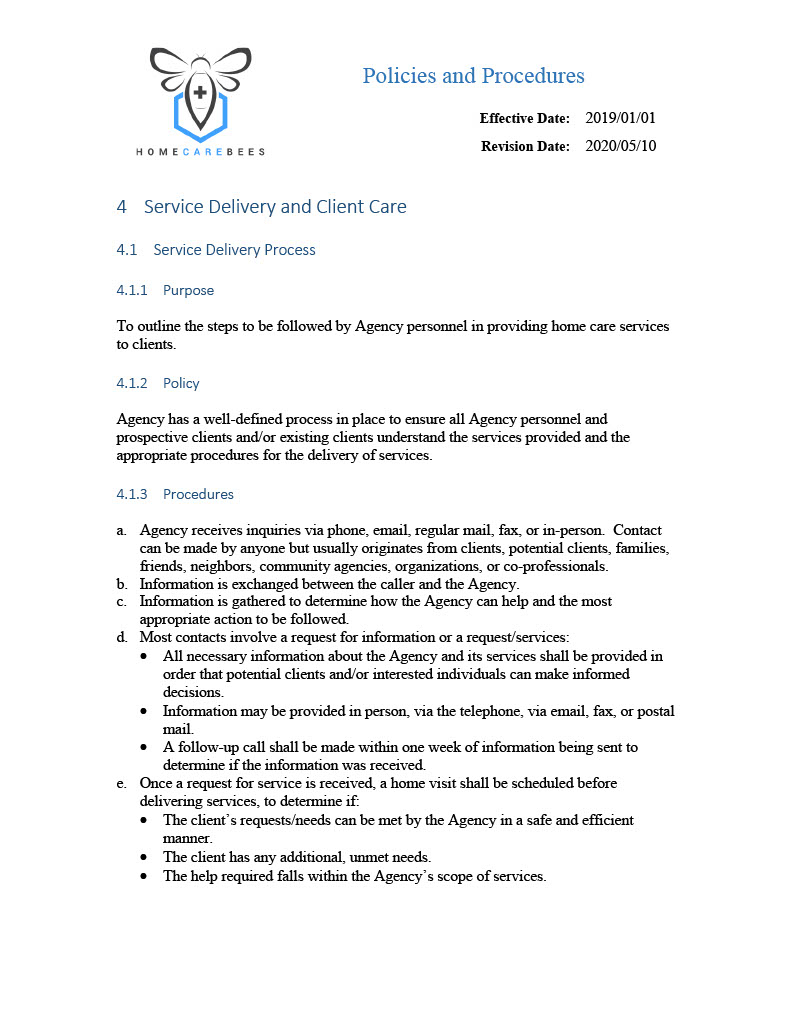 Policies and Procedures
Effective Date: 2019/01/01
Revision Date: 2020/05/10
HOMECAREBEES
4 Service Delivery and Client Care
4.1 Service Delivery Process
4.1.1 Purpose
To outline the steps to be followed by Agency personnel in providing home care services
to clients.
4.1.2 Policy
Agency has a well-defined process in place to ensure all Agency personnel and
prospective clients and/or existing clients understand the services provided and the
appropriate procedures for the delivery of services.
4.1.3 Procedures
a. Agency receives inquiries via phone, email, regular mail, fax, or in-person. Contact
can be made by anyone but usually originates from clients, potential clients, families,
friends, neighbors, community agencies, organizations, or co-professionals.
b. Information is exchanged between the caller and the Agency.
c. Information is gathered to determine how the Agency can help and the most
appropriate action to be followed.
d. Most contacts involve a request for information or a request/services:
• All necessary information about the Agency and its services shall be provided in
order that potential clients and/or interested individuals can make informed
decisions.
• Information may be provided in person, via the telephone, via email, fax, or postal
mail.
• A follow-up call shall be made within one week of information being sent to
determine if the information was received.
e. Once a request for service is received, a home visit shall be scheduled before
delivering services, to determine if:
• The client’s requests/needs can be met by the Agency in a safe and efficient
manner.
• The client has any additional, unmet needs.
• The help required falls within the Agency’s scope of services.